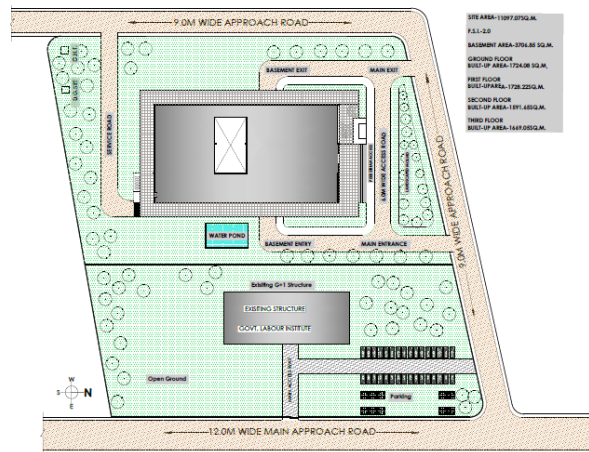 9.0M WIDE APPROACH ROAD
SITE AREA-11097.07SQ.M.
F.S.I.-2.0
BASEMENT AREA-3706.85 SQ.M.
GROUND FLOOR
BUILT-UP AREA-1724.08 SQ.M.
FIRST FLOOR
BUILT-UPAREA-1728.22SQ.M.
SECOND FLOOR
BUILT-UP AREA-1891.65SQ.M.
THIRD FLOOR
BUILT-UP AREA-1669.05SQ.M.
BASEMENT EXIT
MAIN EXIT
SERVICE ROAD
6.0M WIDE ACCESS ROAD
9.0M WIDE APPROACH ROAD
WATER POND
BASEMENT ENTRY
MAIN ENTRANCE
Existing G+1 Structure
EXISTING STRUCTURE:
GOVT. LABOUR INSTITUTE
Open Ground
Parking
W
S
N
E
12.0M WIDE MAIN APPROACH ROAD